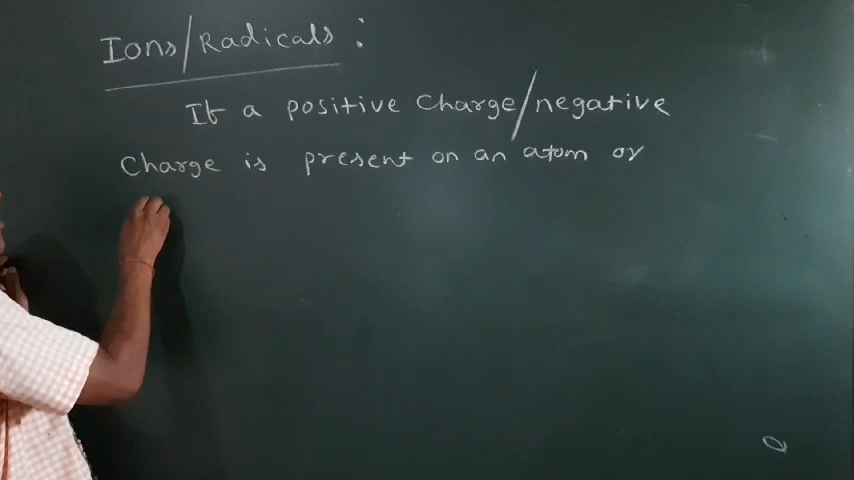 Ions/Radicals :
If a positive charge/negative
charge is present on an atom or